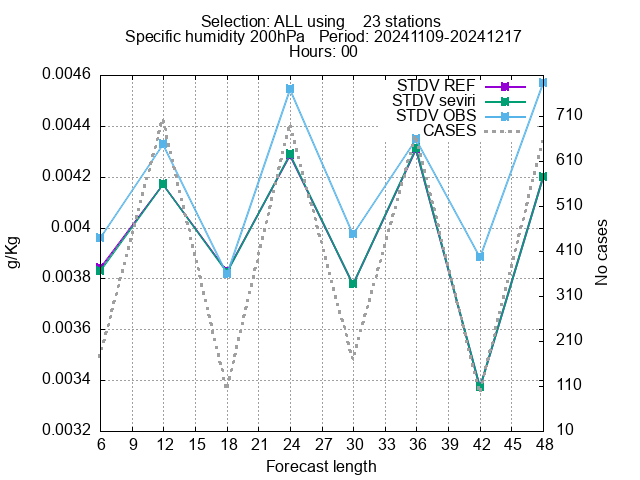 Selection: ALL using    23 stations
Specific humidity 200hPa   Period: 20241109-20241217
Hours: 00
STDV REF
STDV seviri
STDV OBS
CASES
0.0046
0.0044
0.0042
0.004
0.0038
0.0036
0.0034
0.0032
g/Kg
710
610
510
410
310
210
110
10
No cases
6 9 12 15 18 21 24 27 30 33 36 39 42 45 48
Forecast length